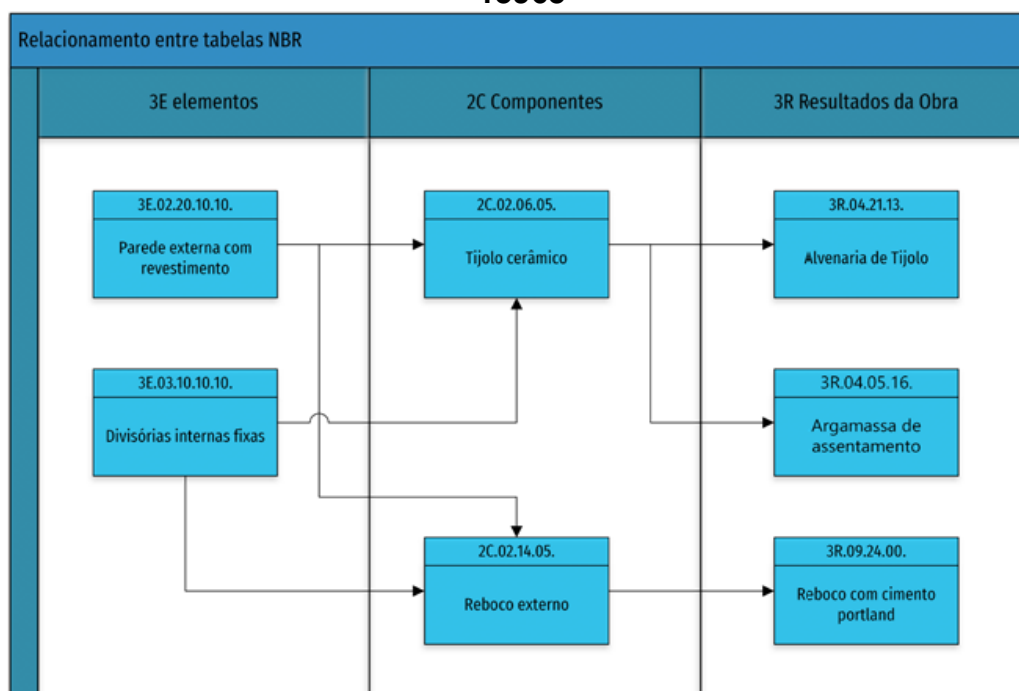 Relacionamento entre tabelas NBR
3E elementos
2C Componentes
3R Resultados da Obra
3E.02.20.10.10.
Parede externa com
revestimento
2C.02.06.05.
Tijolo cerâmico
3R.04.21.13.
Alvenaria de Tijolo
3E.03.10.10.10.
Divisórias internas fixas
3R.04.05.16.
Argamassa de
assentamento
2C.02.14.05.
Reboco externo
3R.09.24.00.
Reboco com cimento
portland